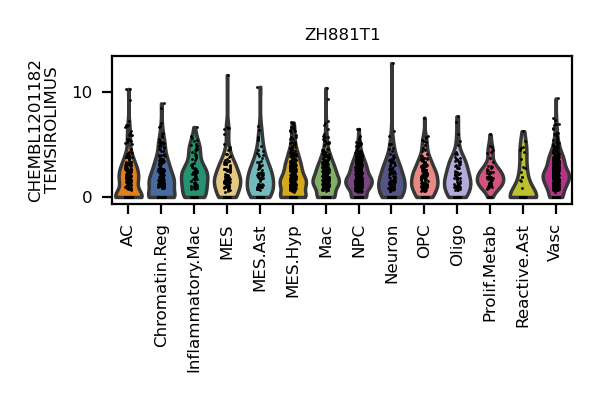 ZH881T1
CHEMBL1201182
TEMSIROLIMUS
10
0
AC
Chromatin.Reg
Inflammatory.Mac
MES
MES.Ast
MES.Hyp
Mac
NPC
Neuron
OPC
Oligo
Prolif.Metab
Reactive.Ast
Vasc